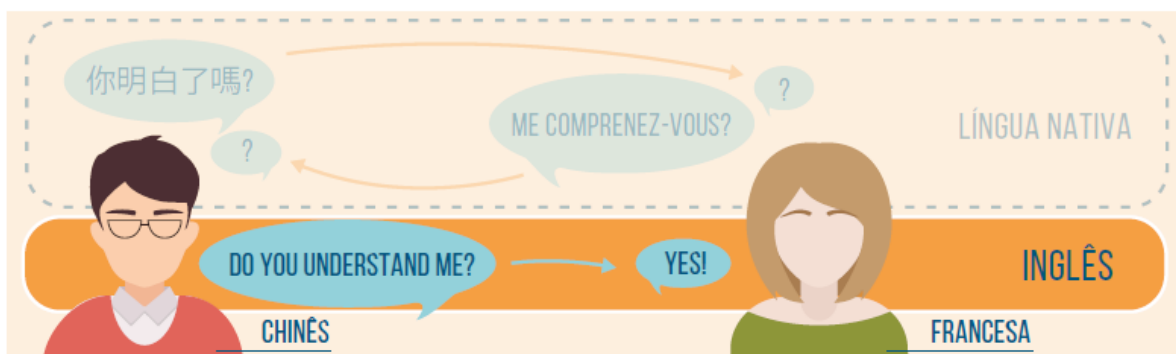 你明白了嗎?
?
ME COMPRENEZ-VOUS?
?
LÍNGUA NATIVA
DO YOU UNDERSTAND ME?
YES!
INGLÊS
CHINÊS
FRANCESA